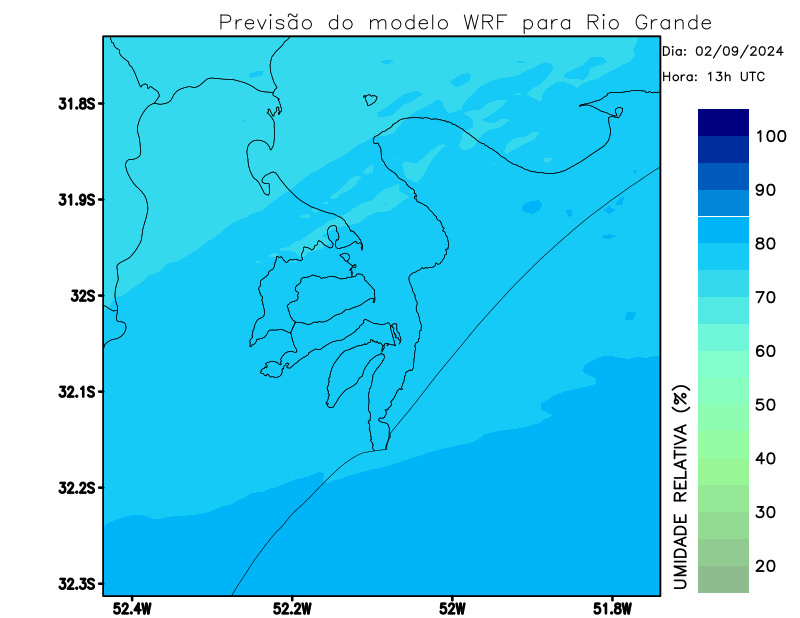 Previsão do modelo WRF para Rio Grande
Dia: 02/09/2024
Hora: 13h UTC
31.8S
31.9S
32S
32.1S
32.2S
32.3S
52.4W
52.2W
52W
51.8W
UMIDADE RELATIVA (%)
100
90
80
70
60
50
40
30
20